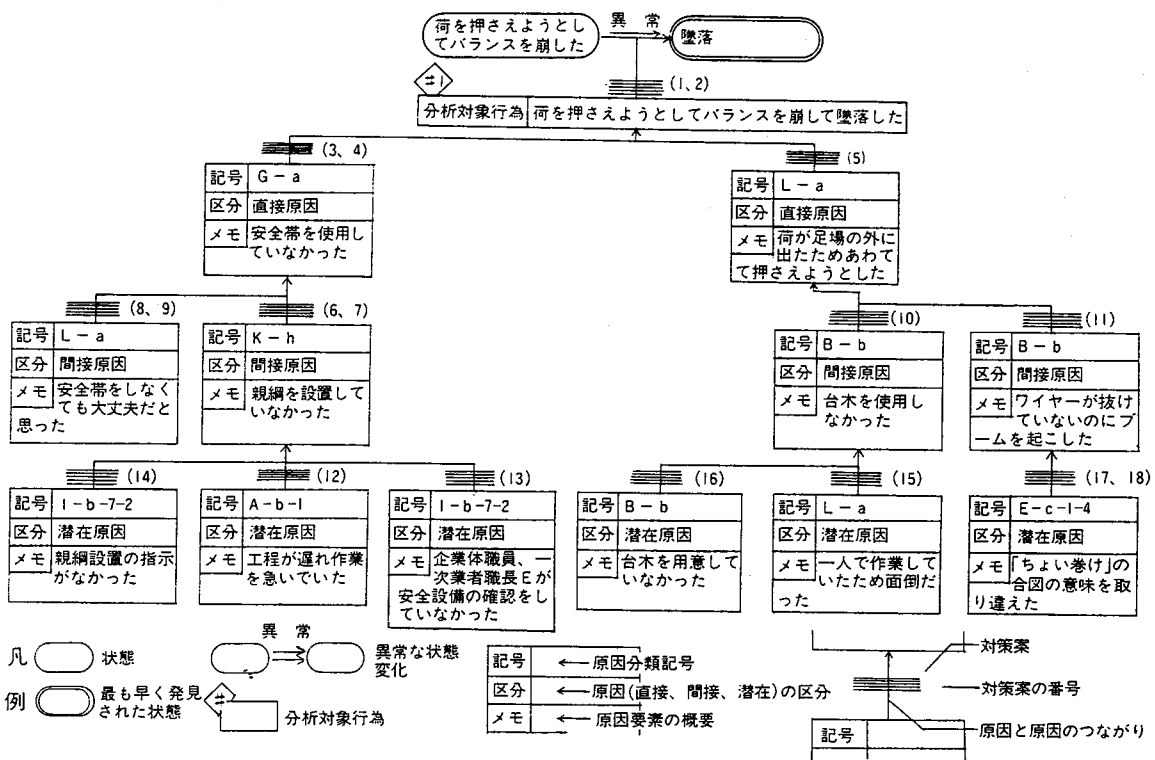 荷を押さえようとし
てバランスを崩した
異 常
墜落
#1
(1、2)
分析対象行為 荷を押さえようとしてバランスを崩して墜落した
(3、4)
記号 G-a
区分 直接原因
メモ 安全帯を使用し
ていなかった
(5)
記号 L-a
区分 直接原因
メモ 荷が足場の外に
出たためあわて
て押さえようとした
(8、9)
記号 L-a
区分 間接原因
メモ 安全帯をしなく
ても大丈夫だと
思った
(6、7)
記号 K-h
区分 間接原因
メモ 親綱を設置して
いなかった
(10)
記号 B-b
区分 間接原因
メモ 台木を使用し
なかった
(11)
記号 B-b
区分 間接原因
メモ ワイヤーが抜け
ていないのにブ
ームを起こした
(14)
記号 I-b-7-2
区分 潜在原因
メモ 親綱設置の指示
がなかった
(12)
記号 A-b-1
区分 潜在原因
メモ 工程が遅れ作業
を急いでいた
(13)
記号 I-b-7-2
区分 潜在原因
メモ 企業体職員、一
次業者職長Eが
安全設備の確認をし
ていなかった
(16)
記号 B-b
区分 潜在原因
メモ 台木を用意して
いなかった
(15)
記号 L-a
区分 潜在原因
メモ 一人で作業して
いたため面倒だ
った
(17、18)
記号 E-c-1-4
区分 潜在原因
メモ 「ちょい巻け」の
合図の意味を取
り違えた
凡
例
状態
最も早く発見
された状態
異 常
異常な状態
変化
#
分析対象行為
記号 ←原因分類記号
区分 ←原因(直接、間接、潜在)の区分
メモ ←原因要素の概要
対策案
対策案の番号
原因と原因のつながり
記号